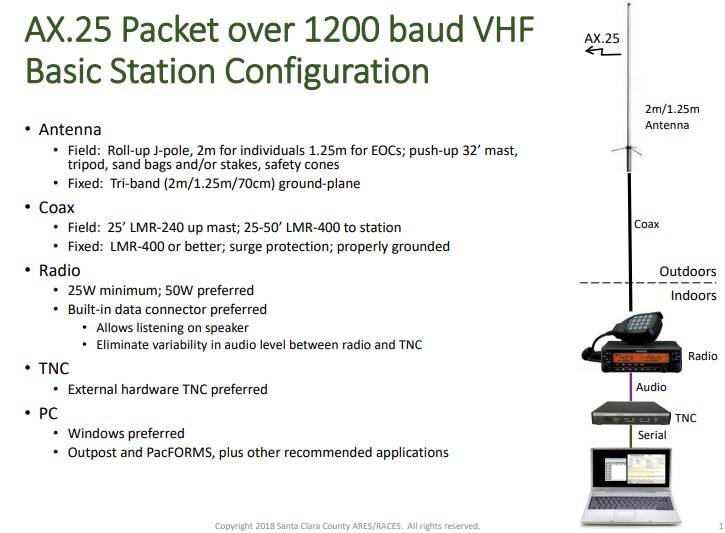 AX.25 Packet over 1200 baud VHF
Basic Station Configuration
• Antenna
• Field: Roll-up J-pole, 2m for individuals 1.25m for EOCs; push-up 32’ mast,
tripod, sand bags and/or stakes, safety cones
• Fixed: Tri-band (2m/1.25m/70cm) ground-plane
• Coax
• Field: 25’ LMR-240 up mast; 25-50’ LMR-400 to station
• Fixed: LMR-400 or better; surge protection; properly grounded
• Radio
• 25W minimum; 50W preferred
• Built-in data connector preferred
• Allows listening on speaker
• Eliminate variability in audio level between radio and TNC
• TNC
• External hardware TNC preferred
• PC
• Windows preferred
• Outpost and PacFORMS, plus other recommended applications
AX.25
2m/1.25m
Antenna
Coax
Outdoors
Indoors
Radio
Audio
TNC
Serial
Copyright 2018 Santa Clara County ARES/RACES. All rights reserved.
1